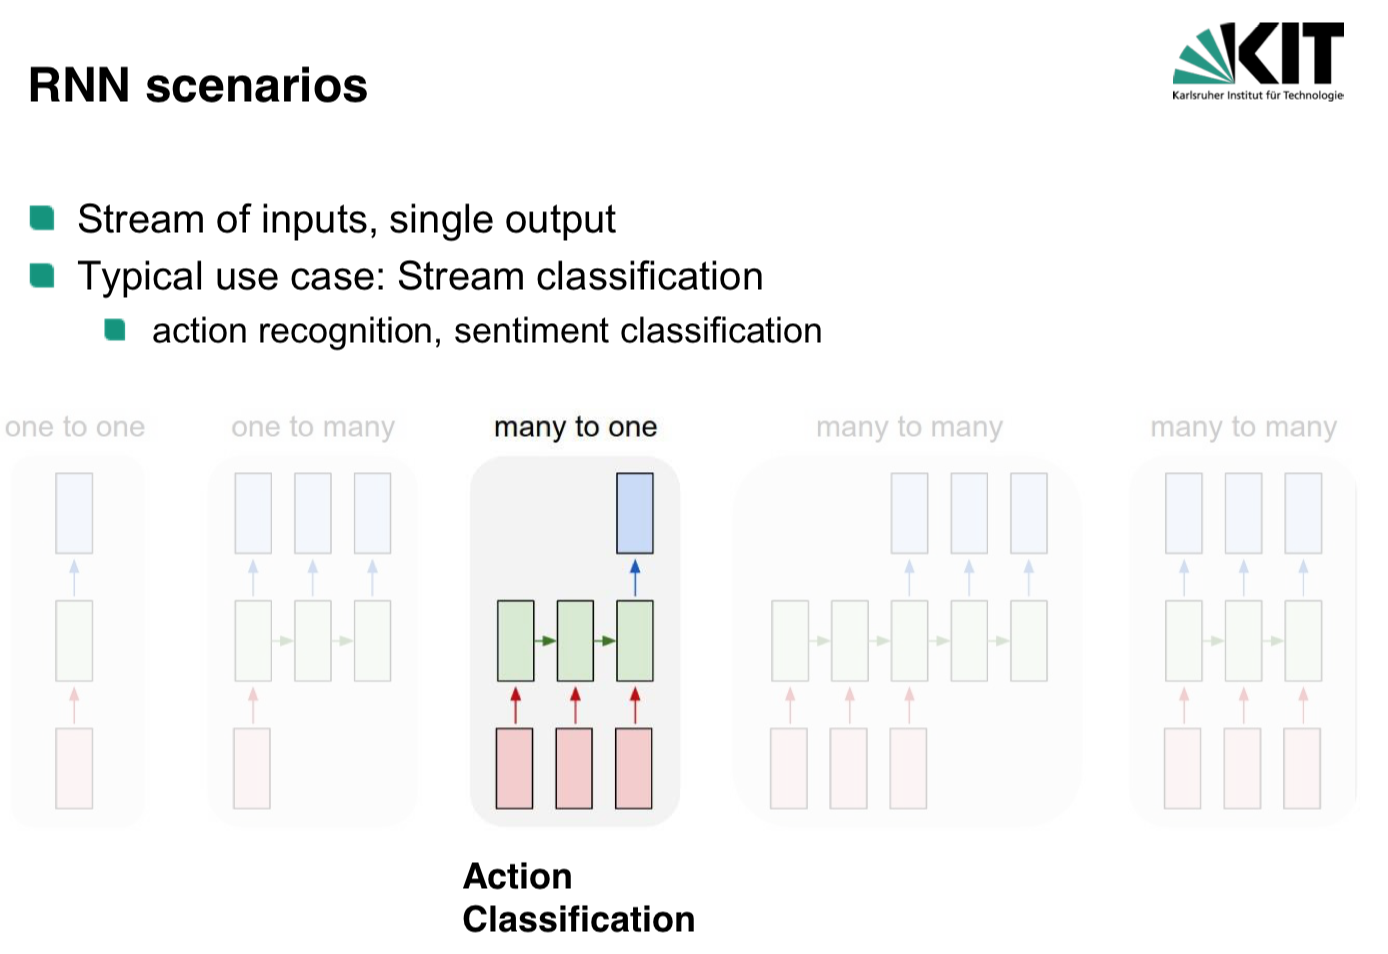 KIT
Karlsruher Institut für Technologie
RNN scenarios
Stream of inputs, single output
Typical use case: Stream classification
action recognition, sentiment classification
one to one
one to many
many to one
many to many
many to many
Action
Classification